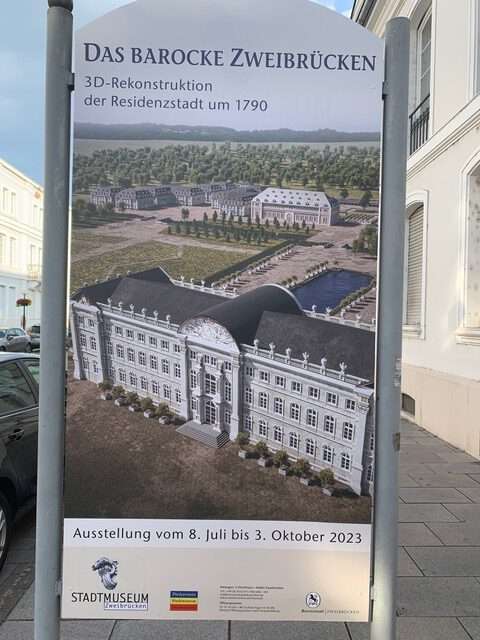 DAS BAROCKE ZWEIBRÜCKEN
3D-Rekonstruktion
der Residenzstadt um 1790
Ausstellung vom 8. Juli bis 3. Oktober 2023
STADTMUSEUM
Zweibrücken
ZWEIBRÜCKEN